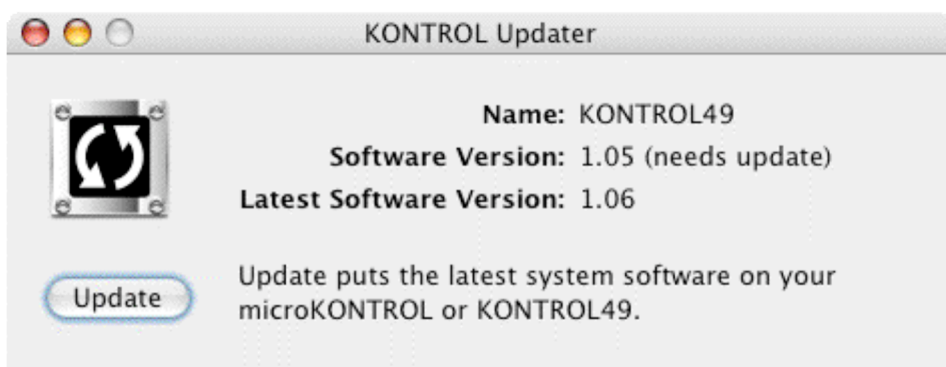 KONTROL Updater
Name: KONTROL49
Software Version: 1.05 (needs update)
Latest Software Version: 1.06
Update
Update puts the latest system software on your
microKONTROL or KONTROL49.